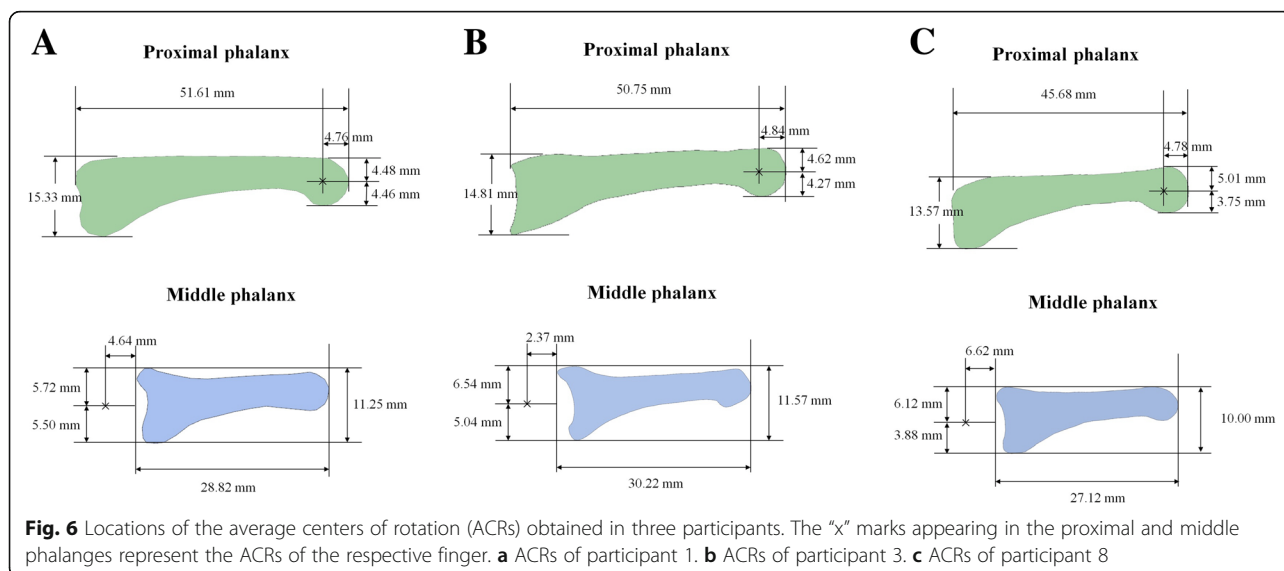 A
Proximal phalanx
51.61 mm
4.76 mm
4.48 mm
4.46 mm
15.33 mm
Middle phalanx
4.64 mm
5.72 mm
5.50 mm
11.25 mm
28.82 mm
B
Proximal phalanx
50.75 mm
4.84 mm
4.62 mm
4.27 mm
14.81 mm
Middle phalanx
2.37 mm
6.54 mm
5.04 mm
11.57 mm
30.22 mm
C
Proximal phalanx
45.68 mm
4.78 mm
5.01 mm
3.75 mm
13.57 mm
Middle phalanx
6.62 mm
6.12 mm
3.88 mm
10.00 mm
27.12 mm
Fig. 6 Locations of the average centers of rotation (ACRs) obtained in three participants. The “x” marks appearing in the proximal and middle
phalanges represent the ACRs of the respective finger. a ACRs of participant 1. b ACRs of participant 3. c ACRs of participant 8